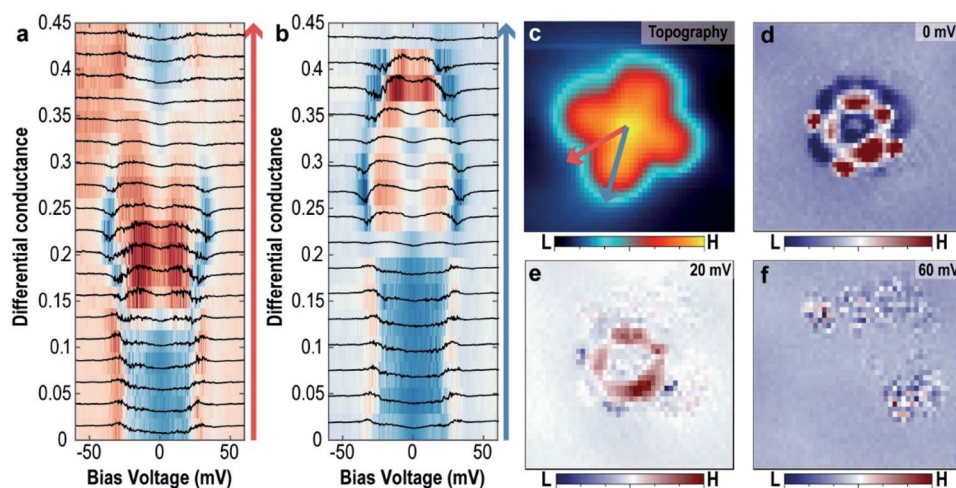 a
0.45
0.4
0.35
0.3
0.25
0.2
0.15
0.1
0.05
0
Differential conductance
-50 0 50
Bias Voltage (mV)
b
0.45
0.4
0.35
0.3
0.25
0.2
0.15
0.1
0.05
0
Differential conductance
-50 0 50
Bias Voltage (mV)
c Topography
L H
d 0 mV
L H
e 20 mV
L H
f 60 mV
L H